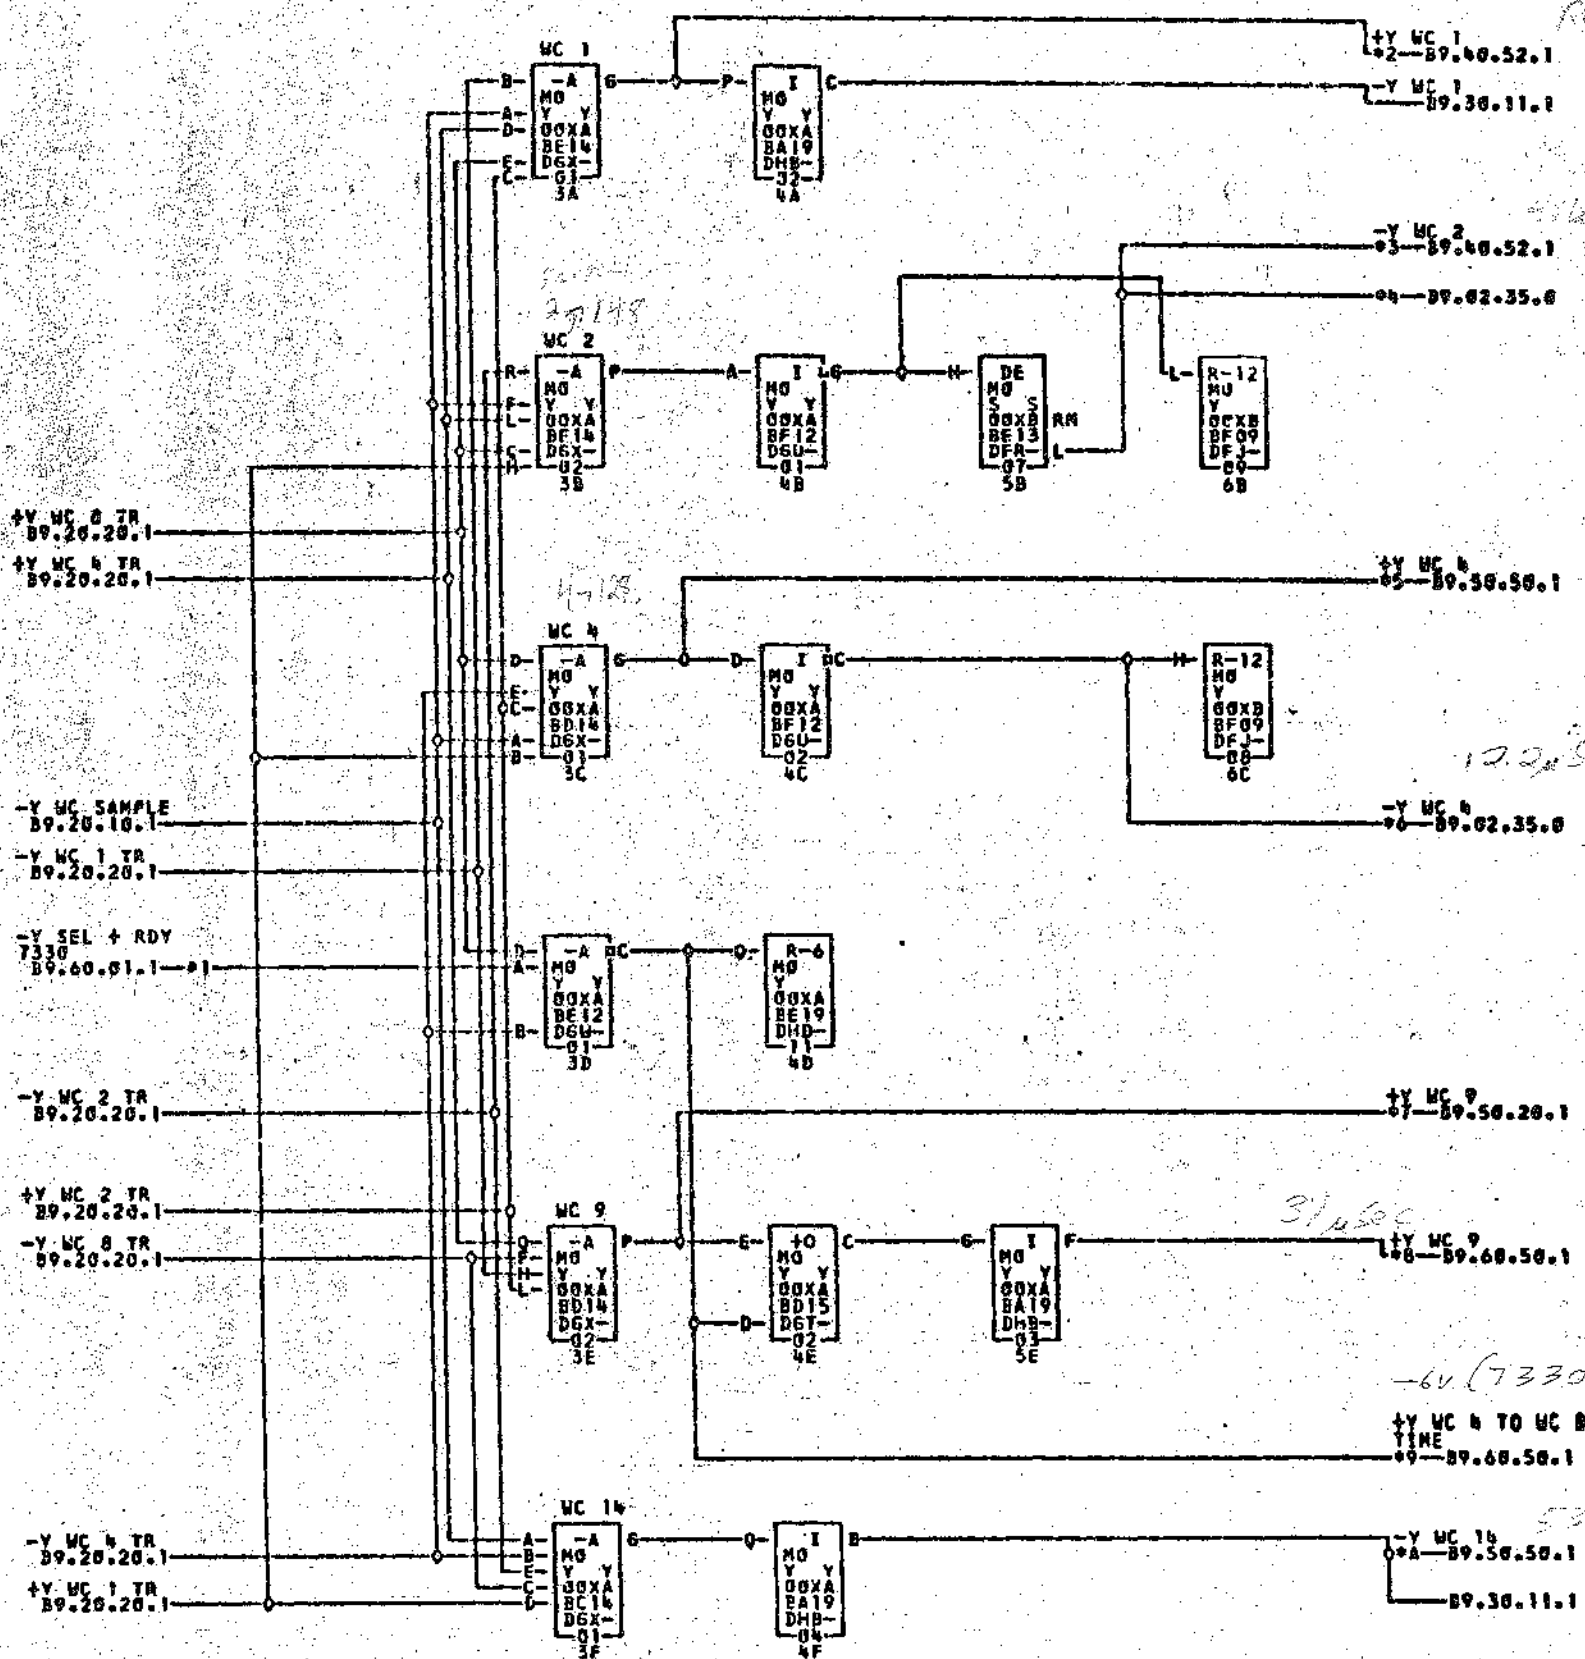 +Y WC 1
*2—B9.40.52.1
-Y WC 1
B9.30.11.1
WC 1
B A D E C
-A G
MO
Y Y
00XA
BE14
DGX-
01
3A
P I C
MO
Y Y
00XA
BA19
DHB-
02
4A
-Y WC 2
*3—B9.40.52.1
*4—B9.02.35.0
WC 2
-A P
MO
Y Y
00XA
BF14
DGX-
02
3B
A I G
MO
Y Y
00XA
BF12
DGU-
01
4B
H DE
MO
S S
00XB RM
BE13
DFR- L
07
5B
L R-12
Y
BF09
DFJ-
09
6B
+Y WC 8 TR
B9.20.20.1
+Y WC 4 TR
B9.20.20.1
+Y WC 4
*5—B9.50.50.1
WC 4
D E C A B
-A G
MO
Y Y
00XA
BD14
DGX-
01
3C
D I C
MO
Y Y
00XA
BF12
DGU-
02
4C
H R-12
MO
Y
00XB
BF09
DFJ-
08
6C
-Y WC SAMPLE
B9.20.10.1
-Y WC 4
*6—B9.02.35.0
-Y WC 1 TR
B9.20.20.1
-Y SEL + RDY
7330
B9.60.01.1—*1
D A B
-A C
MO
Y Y
00XA
BE12
DGW-
01
3D
Q R-6
MO
Y
00XA
BE19
DHD-
11
4D
-Y WC 2 TR
B9.20.20.1
+Y WC 9
*7—B9.50.20.1
+Y WC 2 TR
B9.20.20.1
-Y WC 8 TR
B9.20.20.1
WC 9
-A P
MO
Y Y
00XA
BD14
DGX-
02
3E
E +O C
MO
Y Y
00XA
D BD15
DGT-
02
4E
G I F
MO
Y Y
00XA
BA19
DHB-
03
5E
31 µSec
+Y WC 9
*8—B9.60.50.1
-6V (7330
+Y WC 4 TO WC 8
TIME
*9—B9.60.50.1
WC 14
-Y WC 4 TR
B9.20.20.1
+Y WC 1 TR
B9.20.20.1
A B E C D
-A G
MO
Y Y
00XA
BC14
DGX-
01
3F
Q I B
MO
Y Y
00XA
BA19
DHB-
04
4F
-Y WC 14
*A—B9.50.50.1
B9.30.11.1